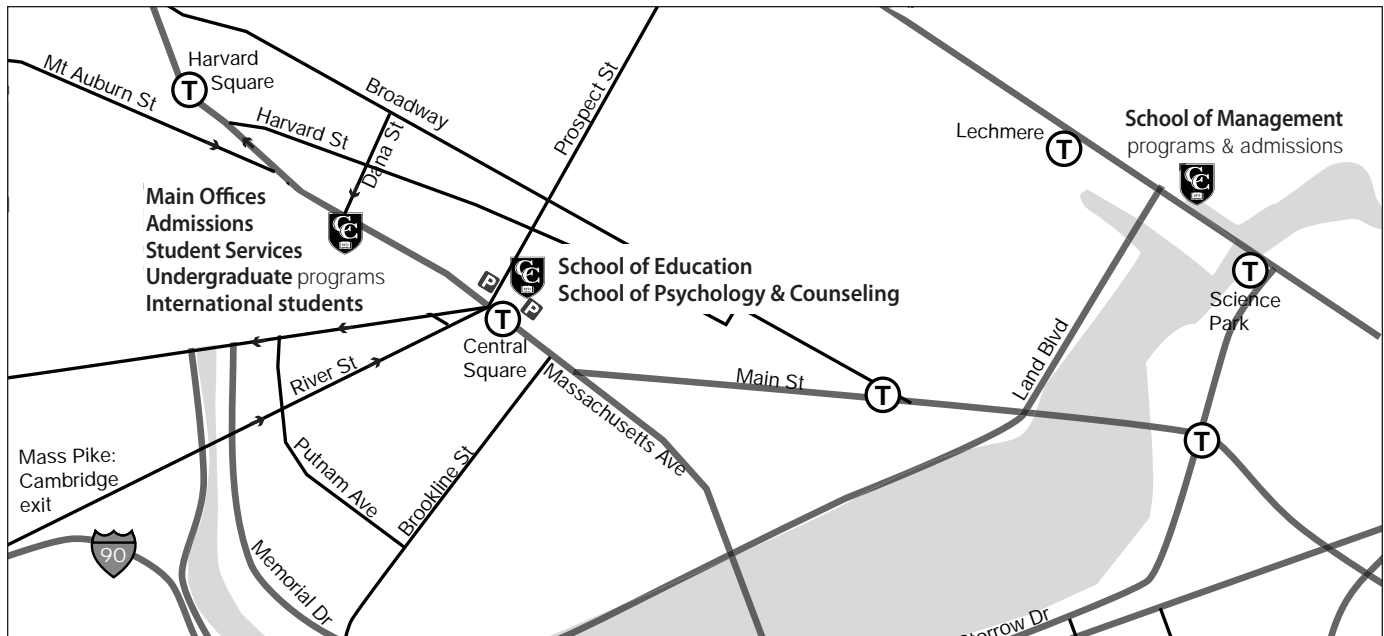 Harvard
Square
T
Mt Auburn St
Harvard St
Broadway
Dana St
Prospect St
Lechmere
T
School of Management
programs & admissions
CC
Main Offices
Admissions
Student Services
Undergraduate programs
International students
CC
P
CC
P
School of Education
School of Psychology & Counseling
T
Central
Square
T
Science
Park
Land Blvd
Main St
T
T
Massachusetts Ave
River St
Putnam Ave
Brookline St
Mass Pike:
Cambridge
exit
90
Memorial Dr
Dr